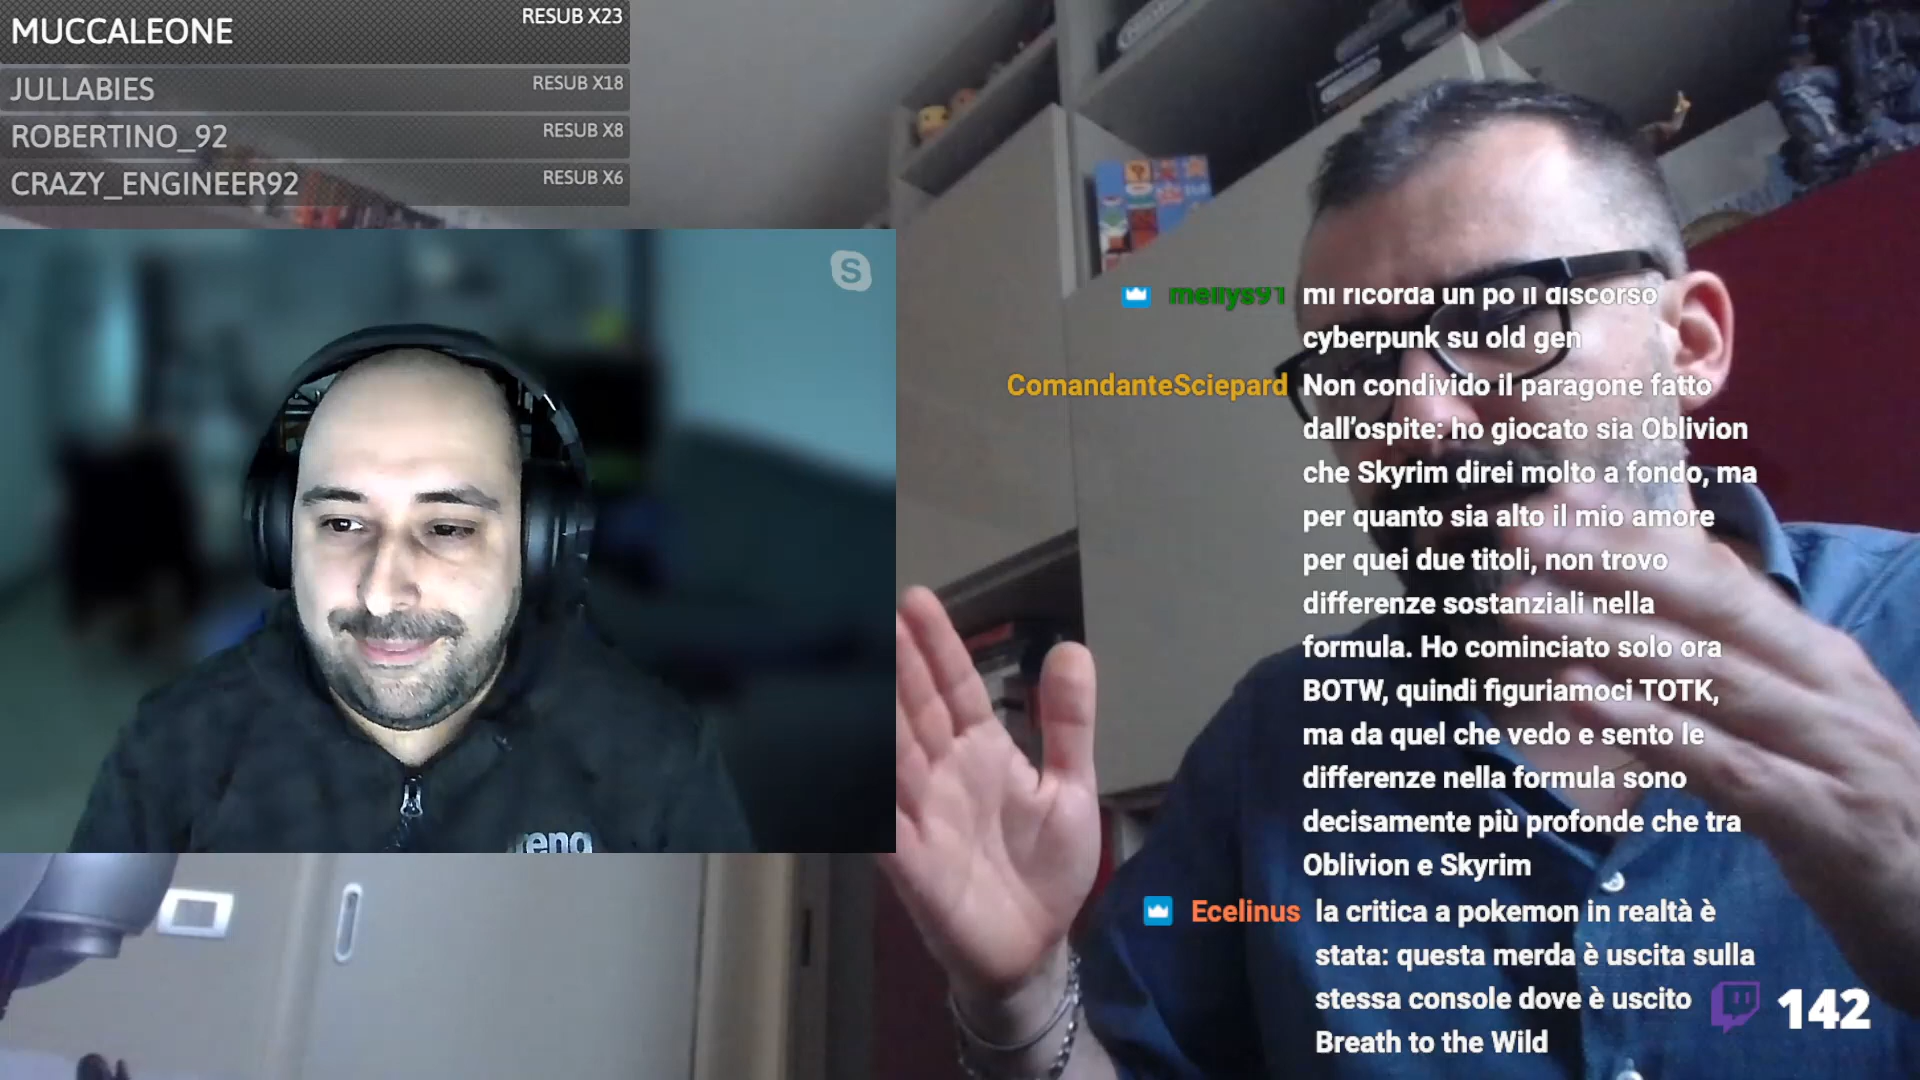 MUCCALEONE RESUB X23
JULLABIES RESUB X18
ROBERTINO_92 RESUB X8
CRAZY_ENGINEER92 RESUB X6
S
mellys91 mi ricorda un po il discorso
cyberpunk su old gen
ComandanteSciepard Non condivido il paragone fatto
dall'ospite: ho giocato sia Oblivion
che Skyrim direi molto a fondo, ma
per quanto sia alto il mio amore
per quei due titoli, non trovo
differenze sostanziali nella
formula. Ho cominciato solo ora
BOTW, quindi figuriamoci TOTK,
ma da quel che vedo e sento le
differenze nella formula sono
decisamente più profonde che tra
Oblivion e Skyrim
Ecelinus la critica a pokemon in realtà è
stata: questa merda è uscita sulla
stessa console dove è uscito
Breath to the Wild
142